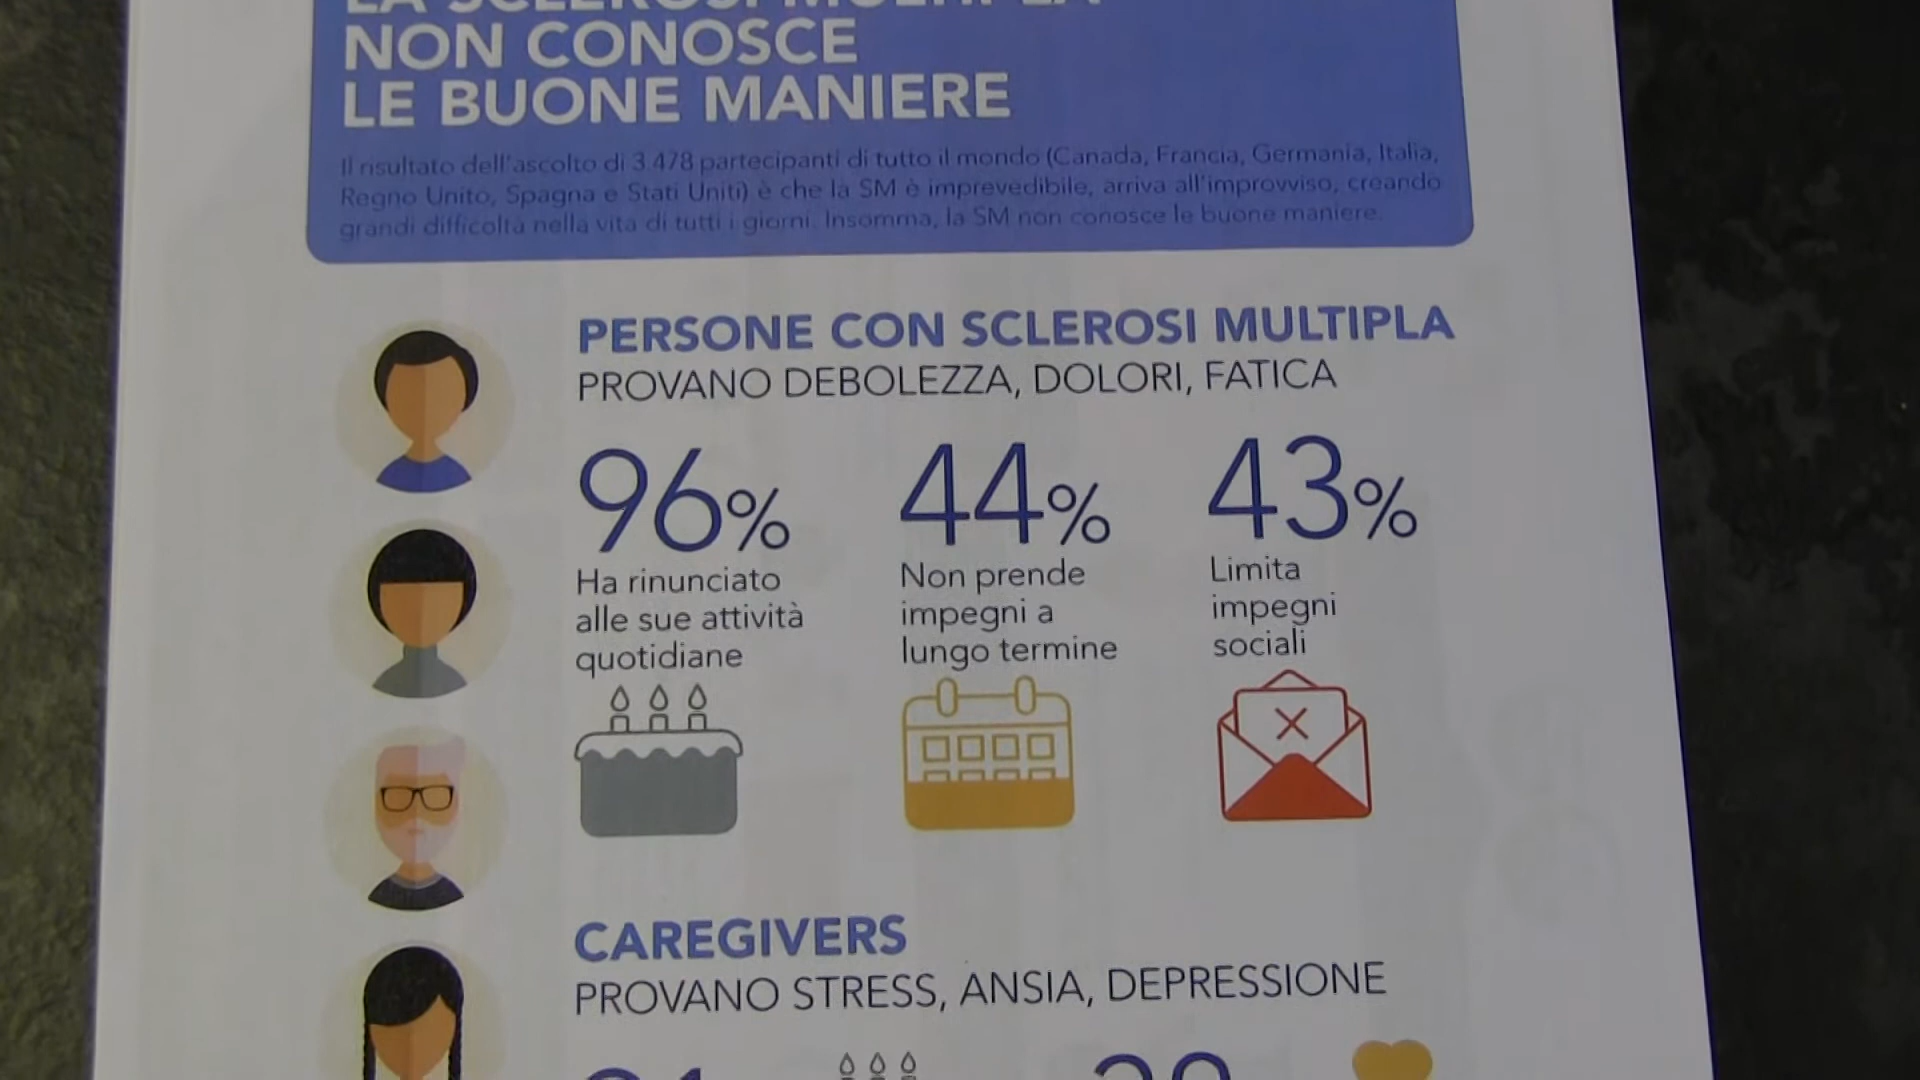 LA SCLEROSI MULTIPLA
NON CONOSCE
LE BUONE MANIERE
Il risultato dell'ascolto di 3.478 partecipanti di tutto il mondo (Canada, Francia, Germania, Italia,
Regno Unito, Spagna e Stati Uniti) è che la SM è imprevedibile, arriva all'improvviso, creando
grandi difficoltà nella vita di tutti i giorni. Insomma, la SM non conosce le buone maniere.
PERSONE CON SCLEROSI MULTIPLA
PROVANO DEBOLEZZA, DOLORI, FATICA
96%
Ha rinunciato
alle sue attività
quotidiane
44%
Non prende
impegni a
lungo termine
43%
Limita
impegni
sociali
CAREGIVERS
PROVANO STRESS, ANSIA, DEPRESSIONE